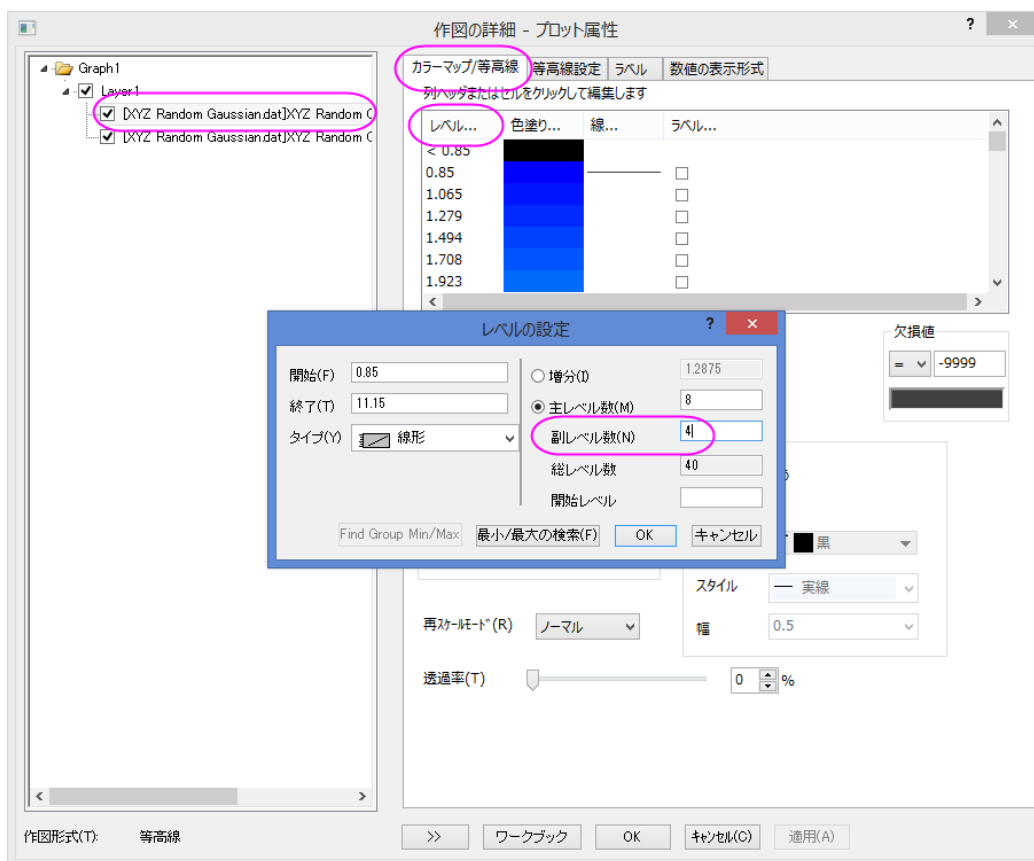 作図の詳細 - プロット属性
? ×
Graph1
Layer1
[XYZ Random Gaussian.dat]XYZ Random
[XYZ Random Gaussian.dat]XYZ Random
カラーマップ/等高線 等高線設定 ラベル 数値の表示形式
列ヘッダまたはセルをクリックして編集します
レベル... 色塗り... 線... ラベル...
< 0.85
0.85
1.065
1.279
1.494
1.708
1.923
レベルの設定
? ×
開始(F) 0.85
終了(T) 11.15
タイプ(Y) 線形
増分(I) 1.2875
主レベル数(M) 8
副レベル数(N) 4
総レベル数 40
開始レベル
Find Group Min/Max 最小/最大の検索(F) OK キャンセル
欠損値
= -9999
黒
スタイル 実線
幅 0.5
再スケールモード(R) ノーマル
透過率(T) 0 %
作図形式(T): 等高線
>> ワークブック OK キャンセル(C) 適用(A)